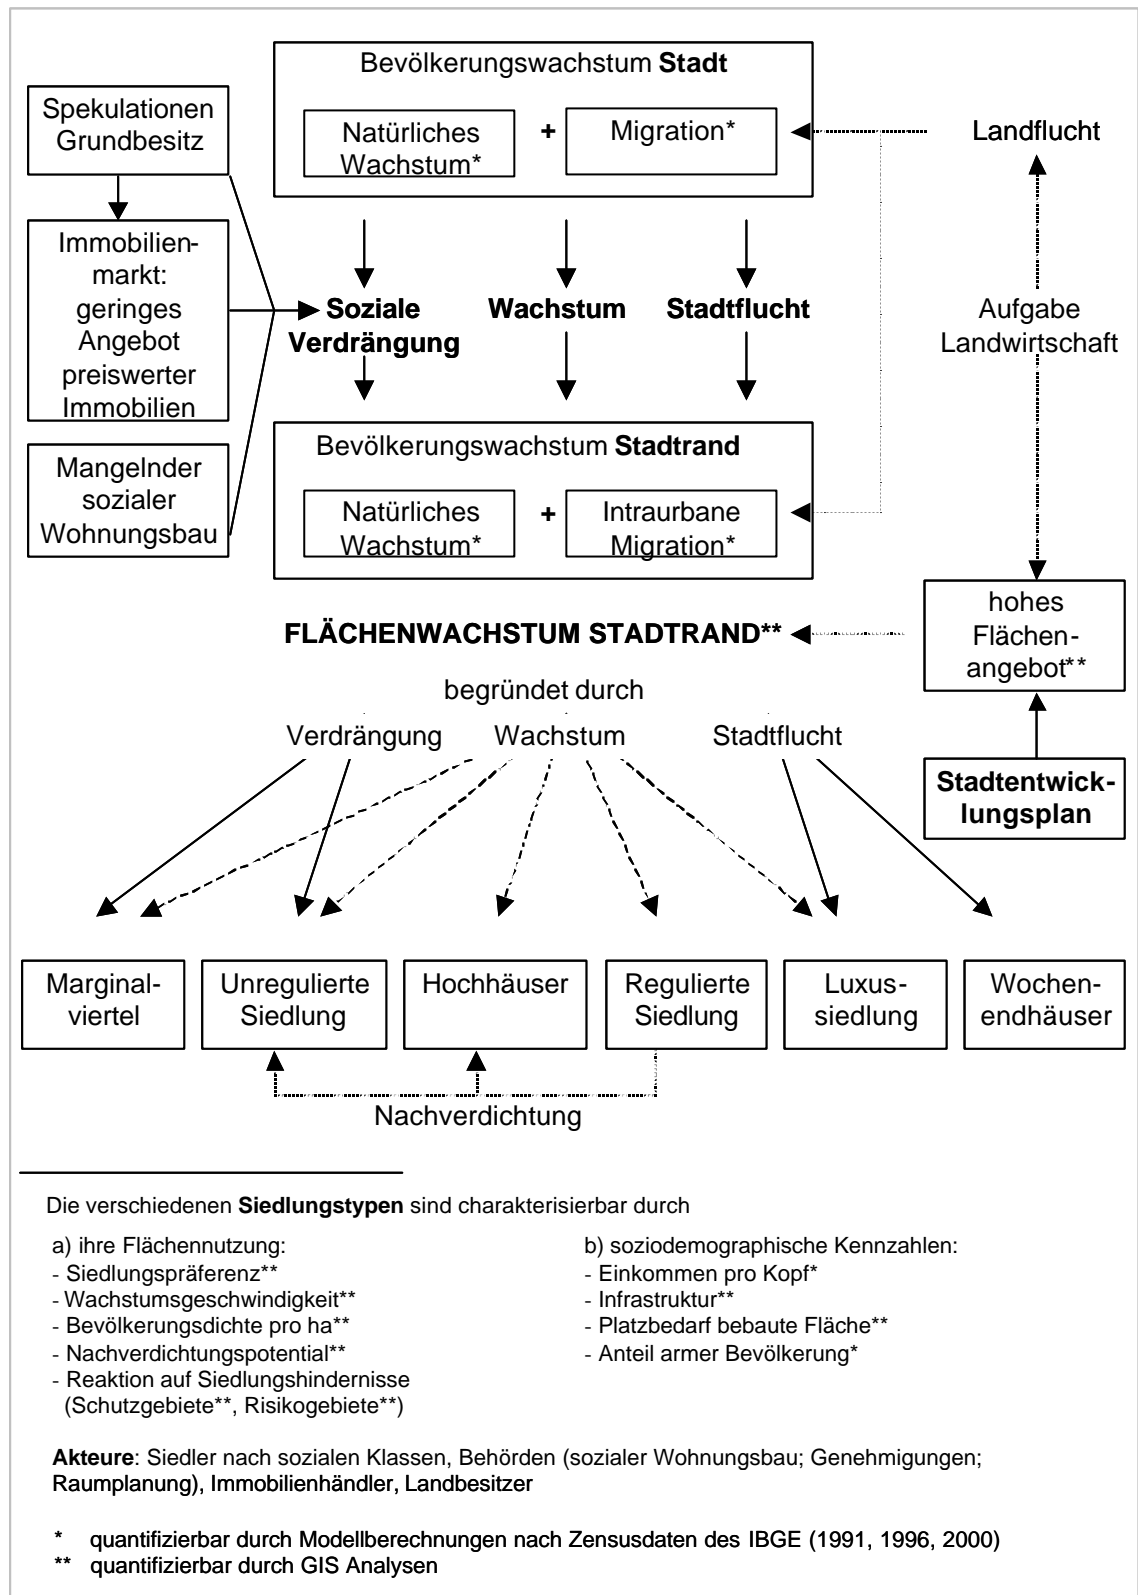 Bevölkerungswachstum Stadt
Natürliches
Wachstum*
+
Migration*
Landflucht
Spekulationen
Grundbesitz
Immobilien-
markt:
geringes
Angebot
preiswerter
Immobilien
Mangelnder
sozialer
Wohnungsbau
Soziale
Verdrängung
Wachstum
Stadtflucht
Aufgabe
Landwirtschaft
Bevölkerungswachstum Stadtrand
Natürliches
Wachstum*
+
Intraurbane
Migration*
FLÄCHENWACHSTUM STADTRAND**
hohes
Flächen-
angebot**
begründet durch
Verdrängung
Wachstum
Stadtflucht
Stadtentwick-
lungsplan
Marginal-
viertel
Unregulierte
Siedlung
Hochhäuser
Regulierte
Siedlung
Luxus-
siedlung
Wochen-
endhäuser
Nachverdichtung
Die verschiedenen Siedlungstypen sind charakterisierbar durch
a) ihre Flächennutzung:
- Siedlungspräferenz**
- Wachstumsgeschwindigkeit**
- Bevölkerungsdichte pro ha**
- Nachverdichtungspotential**
- Reaktion auf Siedlungshindernisse
(Schutzgebiete**, Risikogebiete**)
b) soziodemographische Kennzahlen:
- Einkommen pro Kopf*
- Infrastruktur**
- Platzbedarf bebaute Fläche**
- Anteil armer Bevölkerung*
Akteure: Siedler nach sozialen Klassen, Behörden (sozialer Wohnungsbau; Genehmigungen;
Raumplanung), Immobilienhändler, Landbesitzer
* quantifizierbar durch Modellberechnungen nach Zensusdaten des IBGE (1991, 1996, 2000)
** quantifizierbar durch GIS Analysen